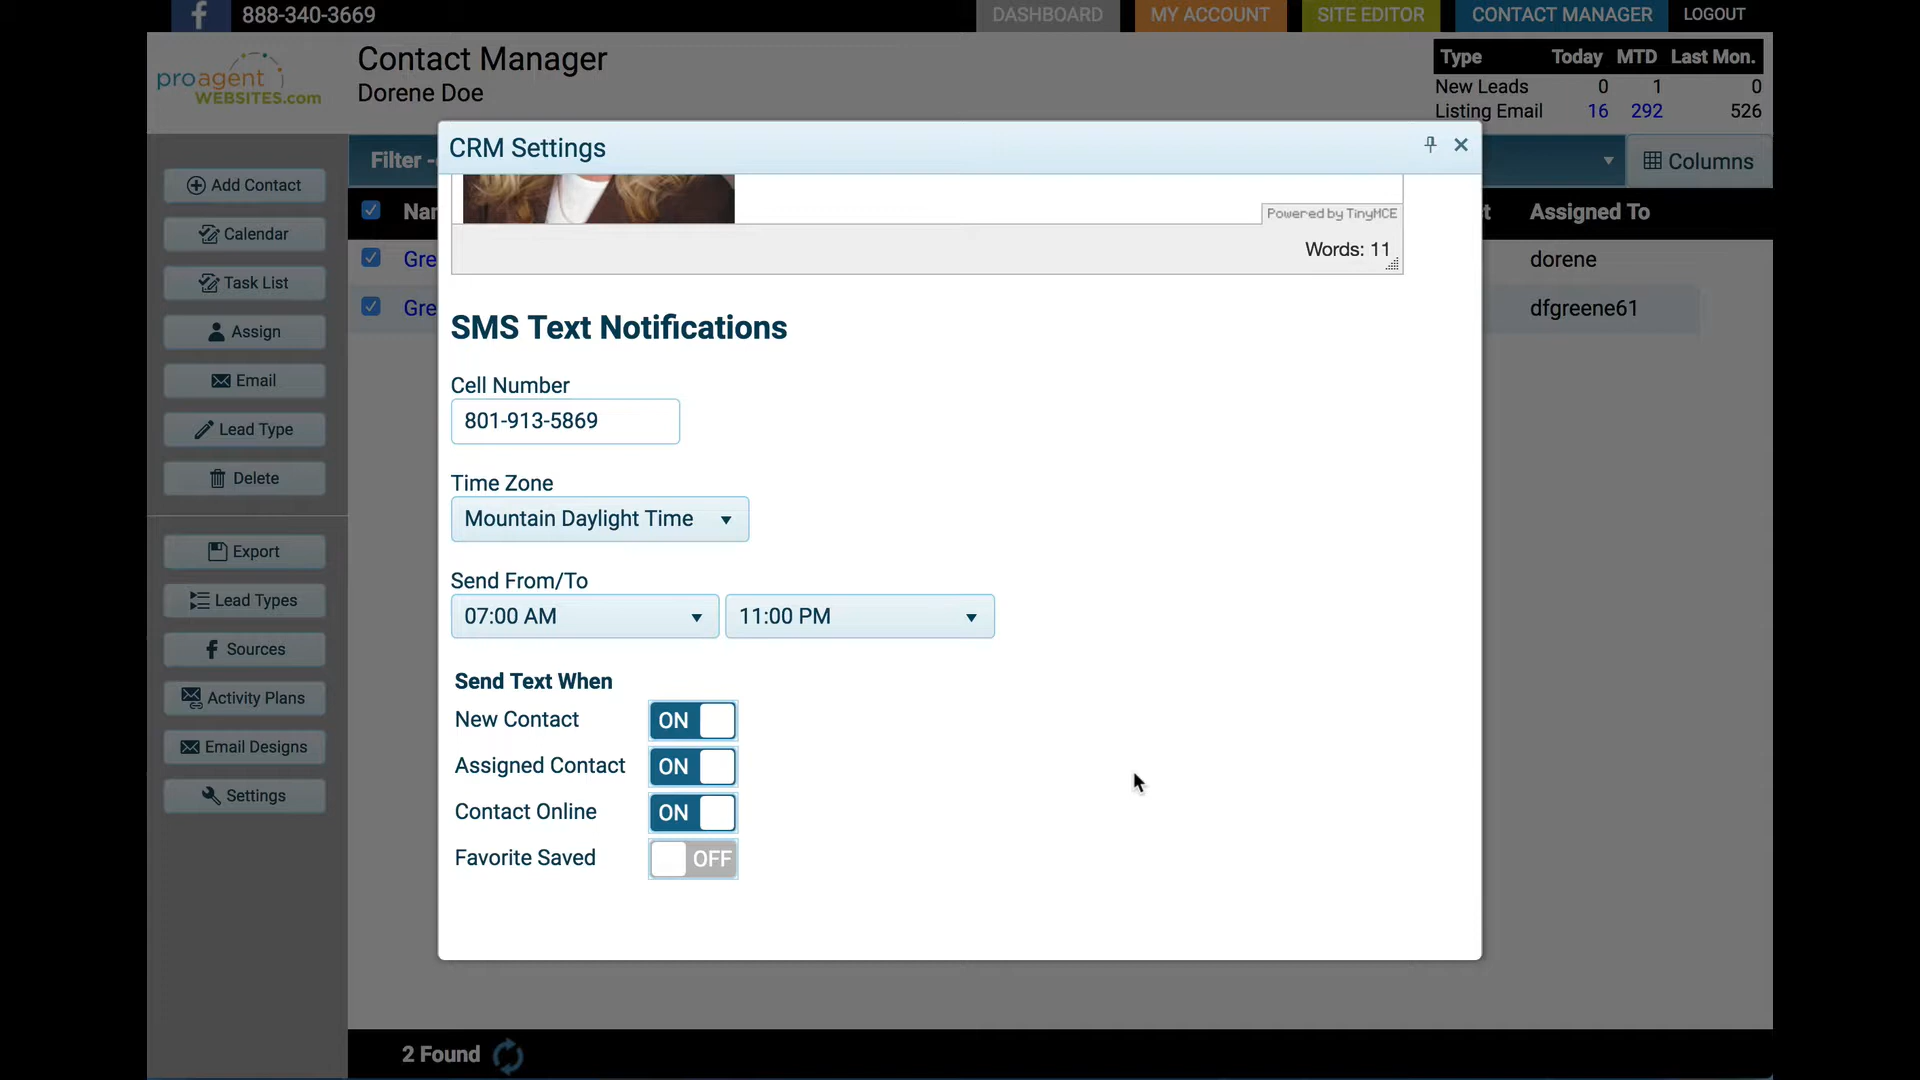 888-340-3669
DASHBOARD
MY ACCOUNT
SITE EDITOR
CONTACT MANAGER
LOGOUT
proagent
WEBSITES.com
Contact Manager
Dorene Doe
Type Today MTD Last Mon.
New Leads 0 1 0
Listing Email 16 292 526
Add Contact
Calendar
Task List
Assign
Email
Lead Type
Delete
Export
Lead Types
Sources
Activity Plans
Email Designs
Settings
Filter -
Columns
Assigned To
Gre
dorene
Gre
dfgreene61
CRM Settings
Powered by TinyMCE
Words: 11
SMS Text Notifications
Cell Number
801-913-5869
Time Zone
Mountain Daylight Time
Send From/To
07:00 AM
11:00 PM
Send Text When
New Contact ON
Assigned Contact ON
Contact Online ON
Favorite Saved OFF
2 Found